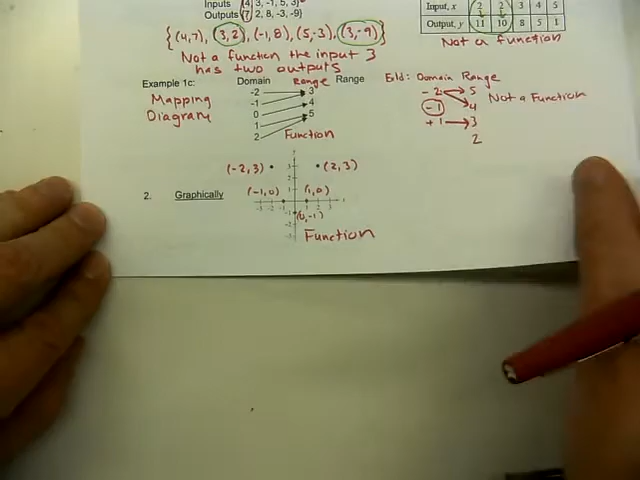 Inputs {4, 3, -1, 5, 3}
Outputs {7, 2, 8, -3, -9}
{(4,7), (3,2), (-1,8), (5,-3), (3,-9)}
Not a function the input 3
has two outputs
Input, x 2 2 3 4 5
Output, y 11 10 8 5 1
Not a function
Example 1c: Domain Range Range
Mapping
Diagram
-2 3
-1 4
0 5
1
2
Function
Domain Range
-2 5
-1 4
+1 3
2
Not a Function
2. Graphically
(-2,3) (2,3)
(-1,0) (1,0)
(0,-1)
Function